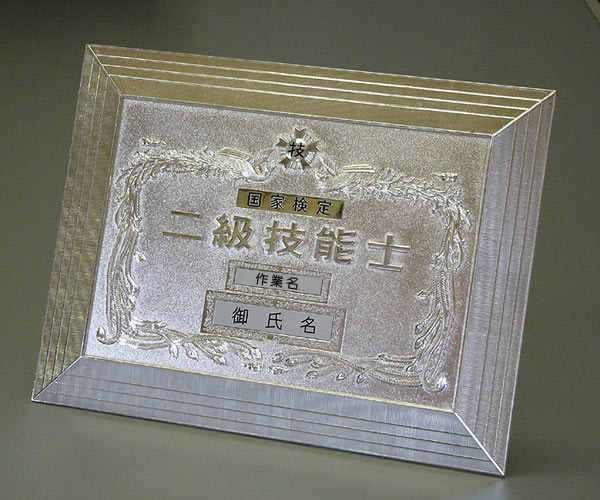 技
国家検定
二級技能士
作業名
御氏名